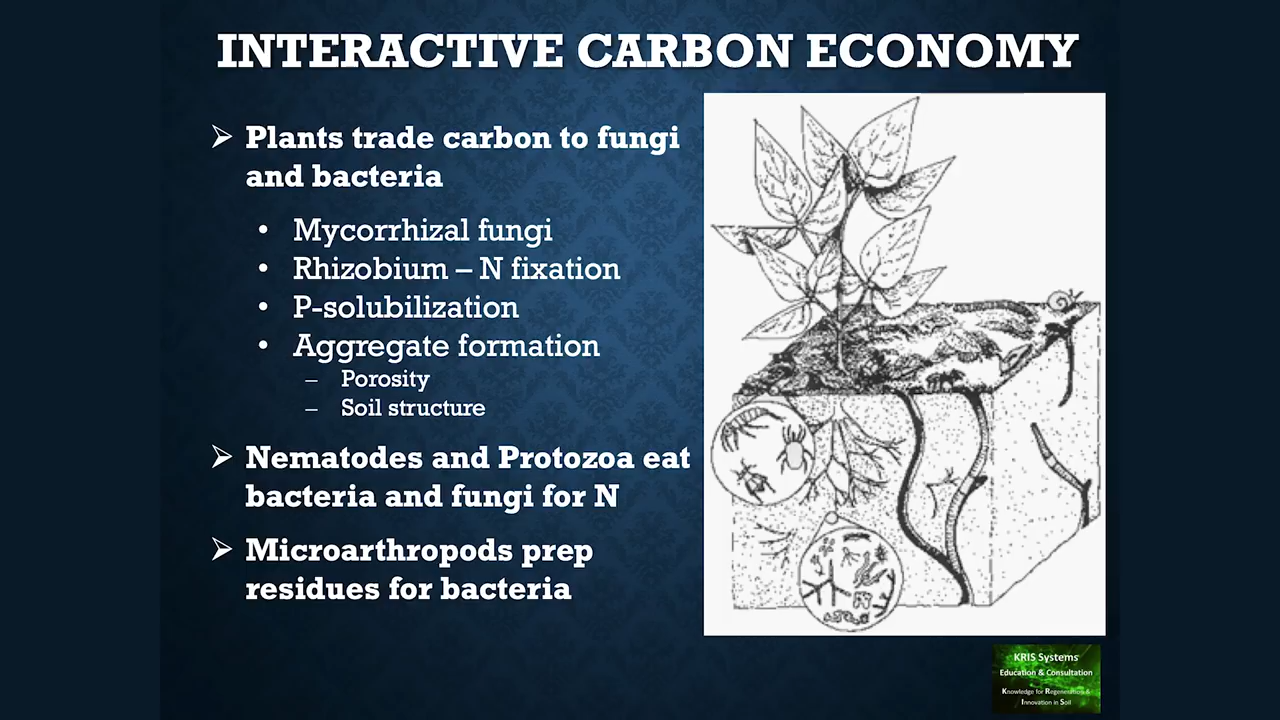 INTERACTIVE CARBON ECONOMY
➢ Plants trade carbon to fungi
and bacteria
• Mycorrhizal fungi
• Rhizobium – N fixation
• P-solubilization
• Aggregate formation
– Porosity
– Soil structure
➢ Nematodes and Protozoa eat
bacteria and fungi for N
➢ Microarthropods prep
residues for bacteria
KRIS Systems
Education & Consultation
Knowledge for Regeneration &
Innovation in Soil